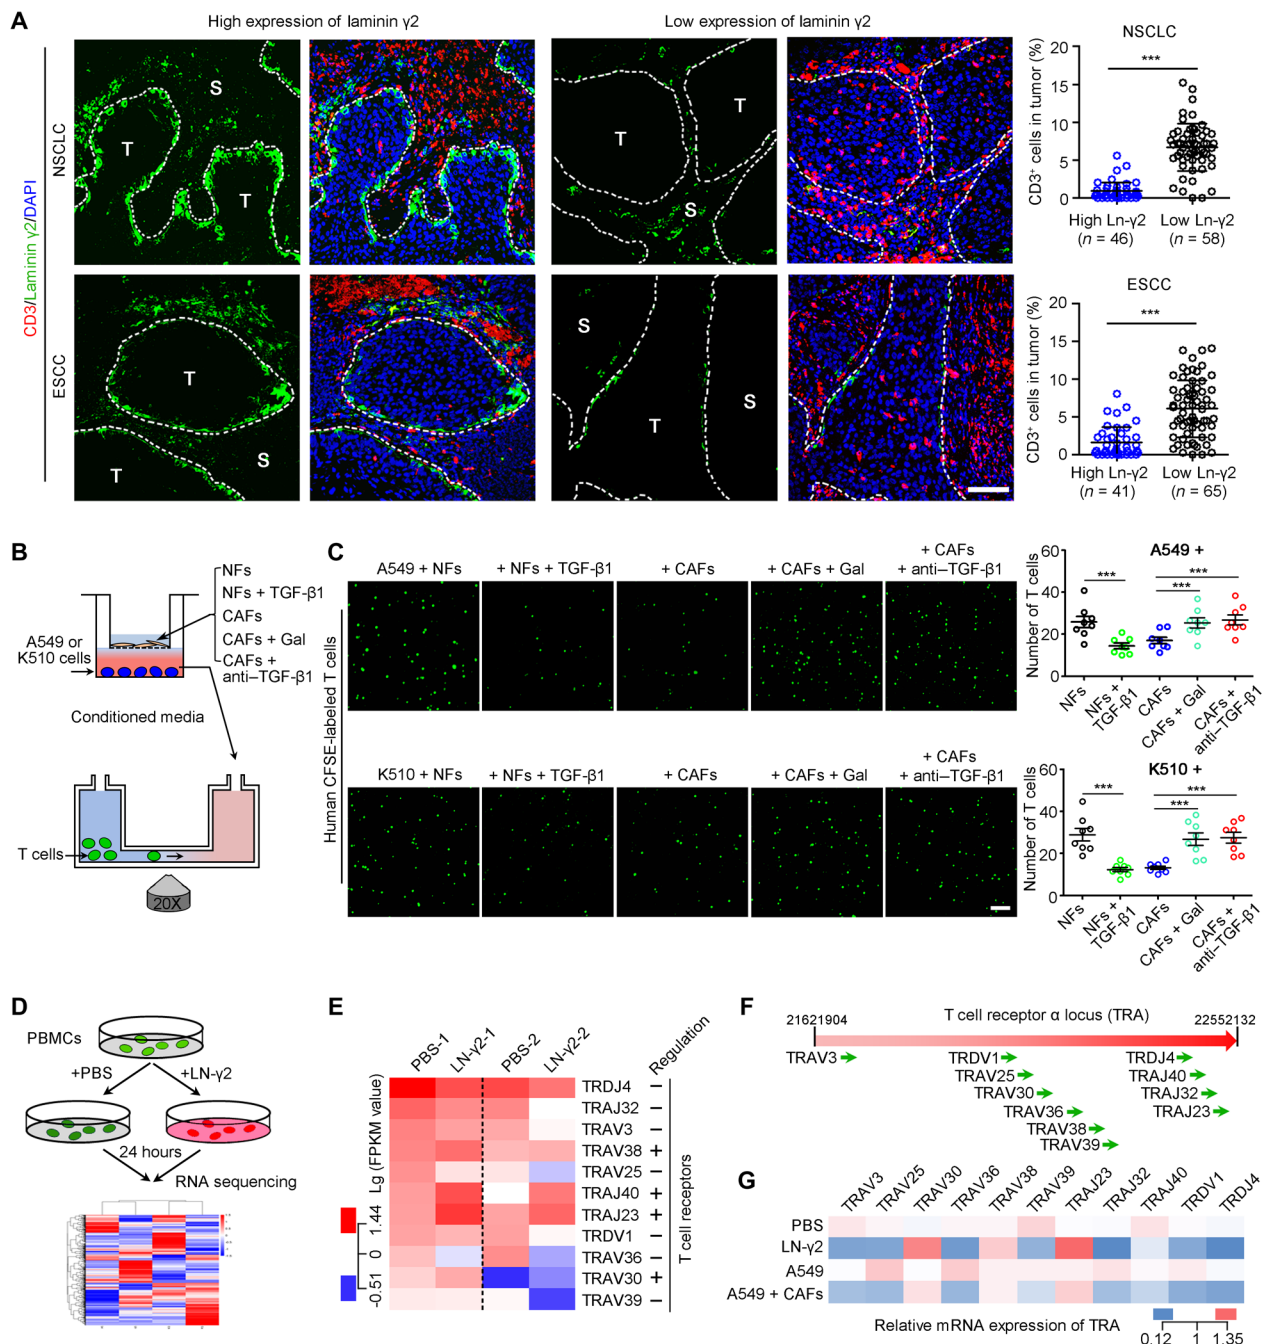 A
High expression of laminin γ2
Low expression of laminin γ2
CD3/Laminin γ2/DAPI
NSCLC
S
T
T
T
T
S
ESCC
T
T
S
S
T
S
NSCLC
CD3⁺ cells in tumor (%)
20
15
10
5
0
***
High Ln-γ2
(n = 46)
Low Ln-γ2
(n = 58)
ESCC
CD3⁺ cells in tumor (%)
20
15
10
5
0
***
High Ln-γ2
(n = 41)
Low Ln-γ2
(n = 65)
B
NFs
NFs + TGF-β1
CAFs
CAFs + Gal
CAFs +
anti–TGF-β1
A549 or
K510 cells
Conditioned media
T cells
20X
C
Human CFSE-labeled T cells
A549 + NFs
+ NFs + TGF-β1
+ CAFs
+ CAFs + Gal
+ CAFs
+ anti–TGF-β1
K510 + NFs
+ NFs + TGF-β1
+ CAFs
+ CAFs + Gal
+ CAFs
+ anti–TGF-β1
A549 +
Number of T cells
60
40
20
0
***
***
***
NFs
NFs +
TGF-β1
CAFs
CAFs + Gal
CAFs +
anti–TGF-β1
K510 +
Number of T cells
60
40
20
0
***
***
***
NFs
NFs +
TGF-β1
CAFs
CAFs + Gal
CAFs +
anti–TGF-β1
D
PBMCs
+PBS
+LN-γ2
24 hours
RNA sequencing
E
PBS-1
LN-γ2-1
PBS-2
LN-γ2-2
Regulation
Lg (FPKM value)
1.44
0
-0.51
TRDJ4 −
TRAJ32 −
TRAV3 −
TRAV38 +
TRAV25 −
TRAJ40 +
TRAJ23 +
TRDV1 −
TRAV36 −
TRAV30 +
TRAV39 −
T cell receptors
F
T cell receptor α locus (TRA)
21621904
22552132
TRAV3
TRDV1
TRDJ4
TRAV25
TRAJ40
TRAV30
TRAJ32
TRAV36
TRAJ23
TRAV38
TRAV39
G
TRAV3
TRAV25
TRAV30
TRAV36
TRAV38
TRAV39
TRAJ23
TRAJ32
TRAJ40
TRDV1
TRDJ4
PBS
LN-γ2
A549
A549 + CAFs
Relative mRNA expression of TRA
0.12 1 1.35